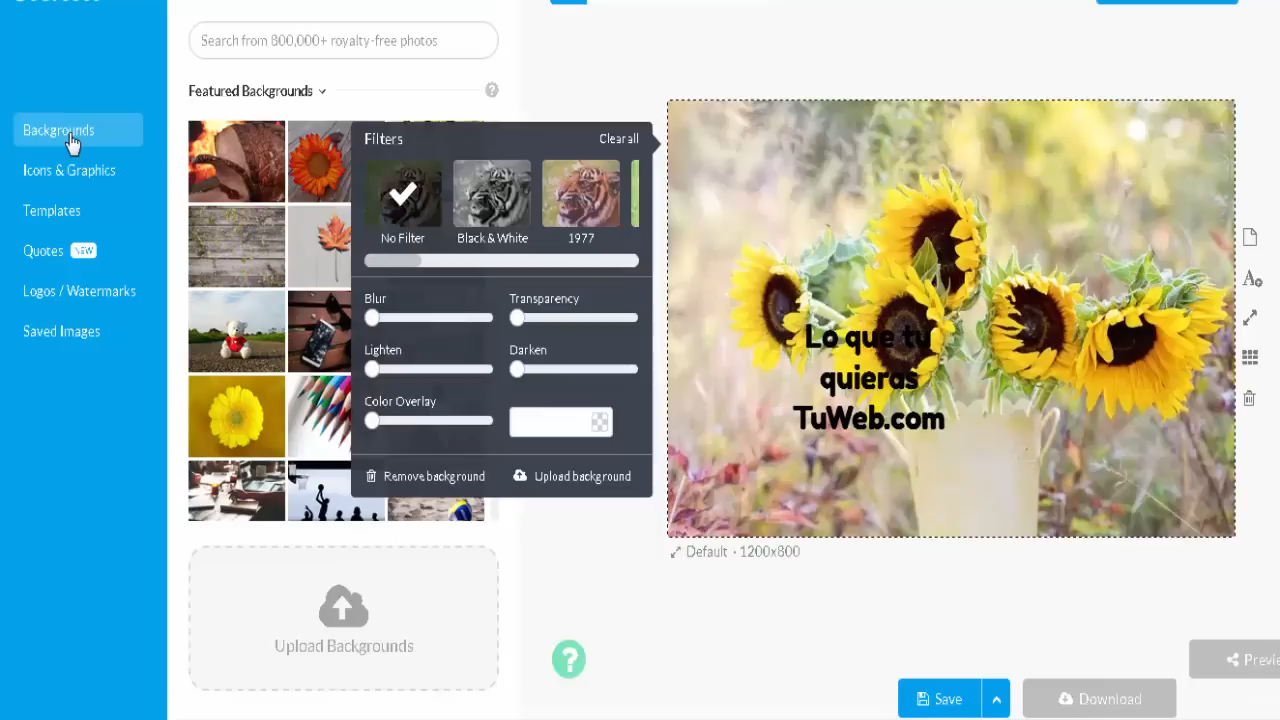 Search from 800,000+ royalty-free photos
Featured Backgrounds
?
Backgrounds
Icons & Graphics
Templates
Quotes NEW
Logos / Watermarks
Saved Images
Filters
Clear all
No Filter
Black & White
1977
Blur
Transparency
Lighten
Darken
Color Overlay
Remove background
Upload background
Upload Backgrounds
Lo que tu
quieras
TuWeb.com
Default · 1200x800
?
Previe
Save
Download